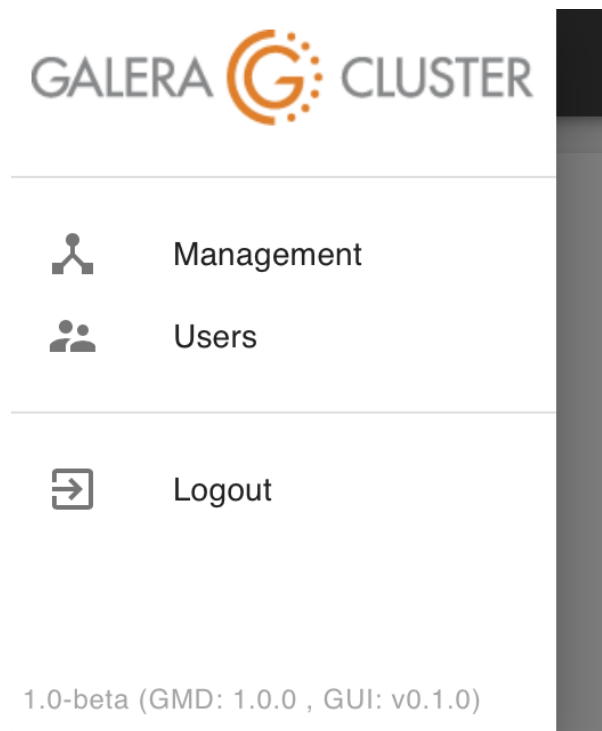 GALERA G CLUSTER
Management
Users
Logout
1.0-beta (GMD: 1.0.0 , GUI: v0.1.0)